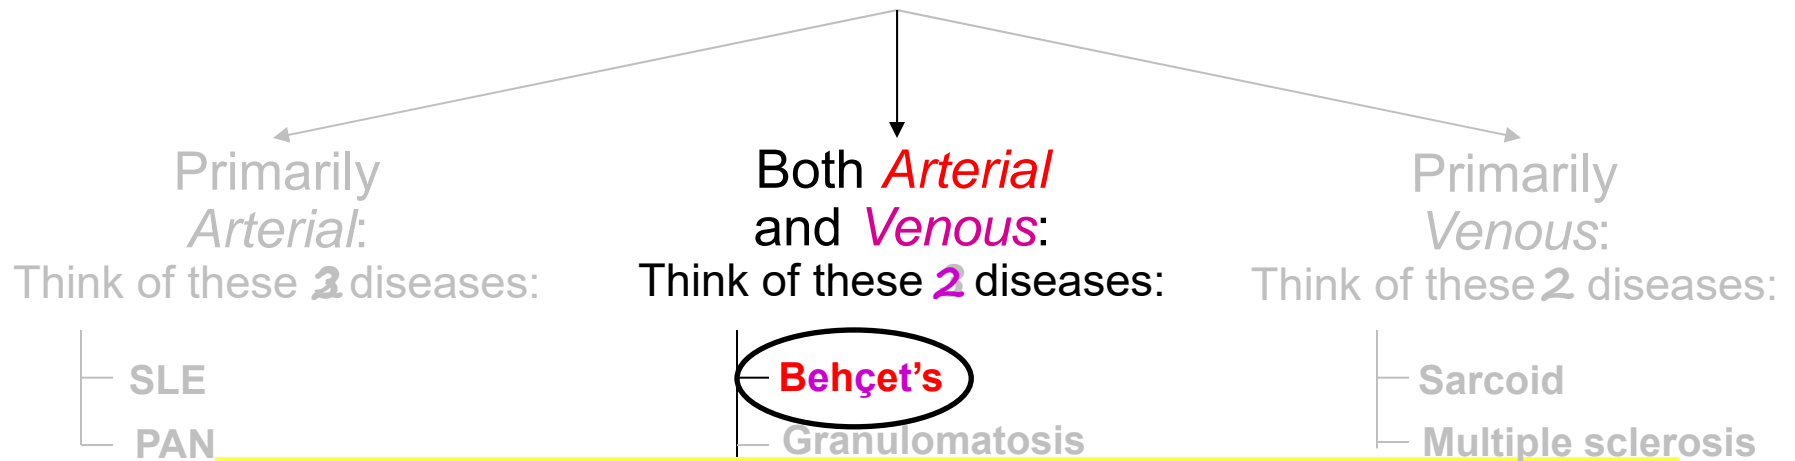 Primarily
Arterial:
Think of these 2 diseases:
SLE
PAN
Both Arterial
and Venous:
Think of these 2 diseases:
Behçet’s
Granulomatosis
Primarily
Venous:
Think of these 2 diseases:
Sarcoid
Multiple sclerosis